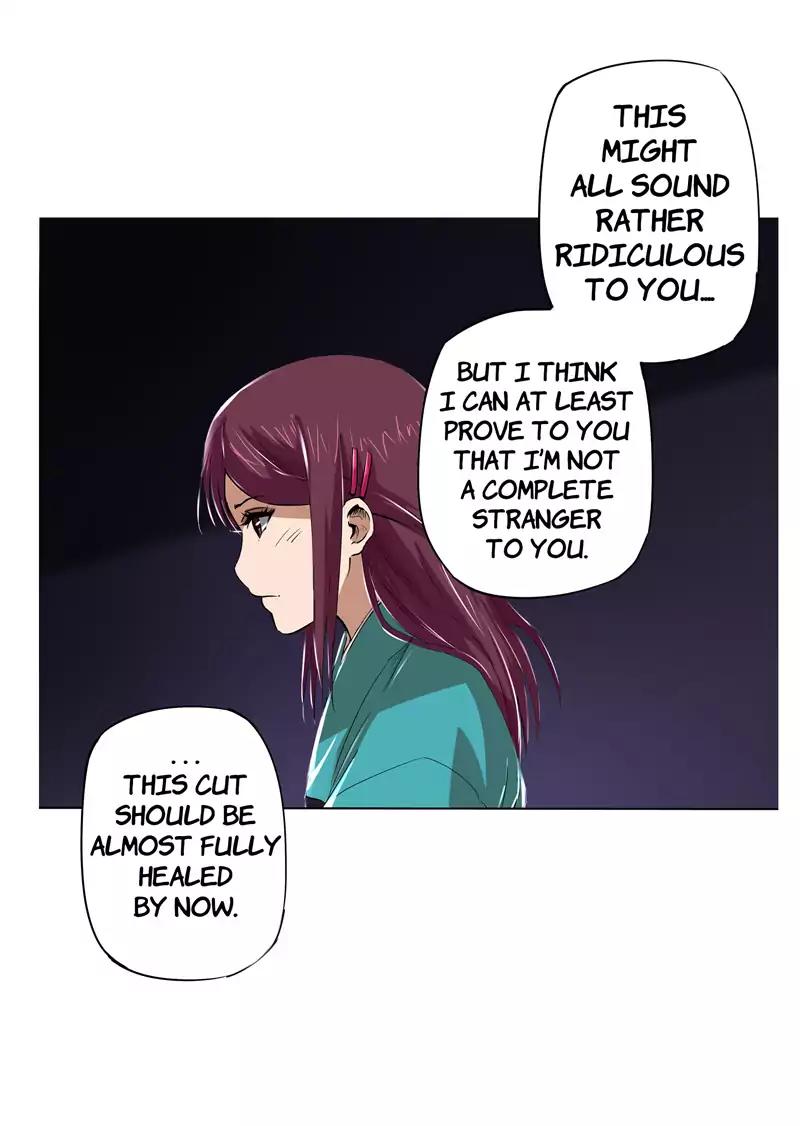 THIS
MIGHT
ALL SOUND
RATHER
RIDICULOUS
TO YOU....
BUT I THINK
I CAN AT LEAST
PROVE TO YOU
THAT I'M NOT
A COMPLETE
STRANGER
TO YOU.
...
THIS CUT
SHOULD BE
ALMOST FULLY
HEALED
BY NOW.